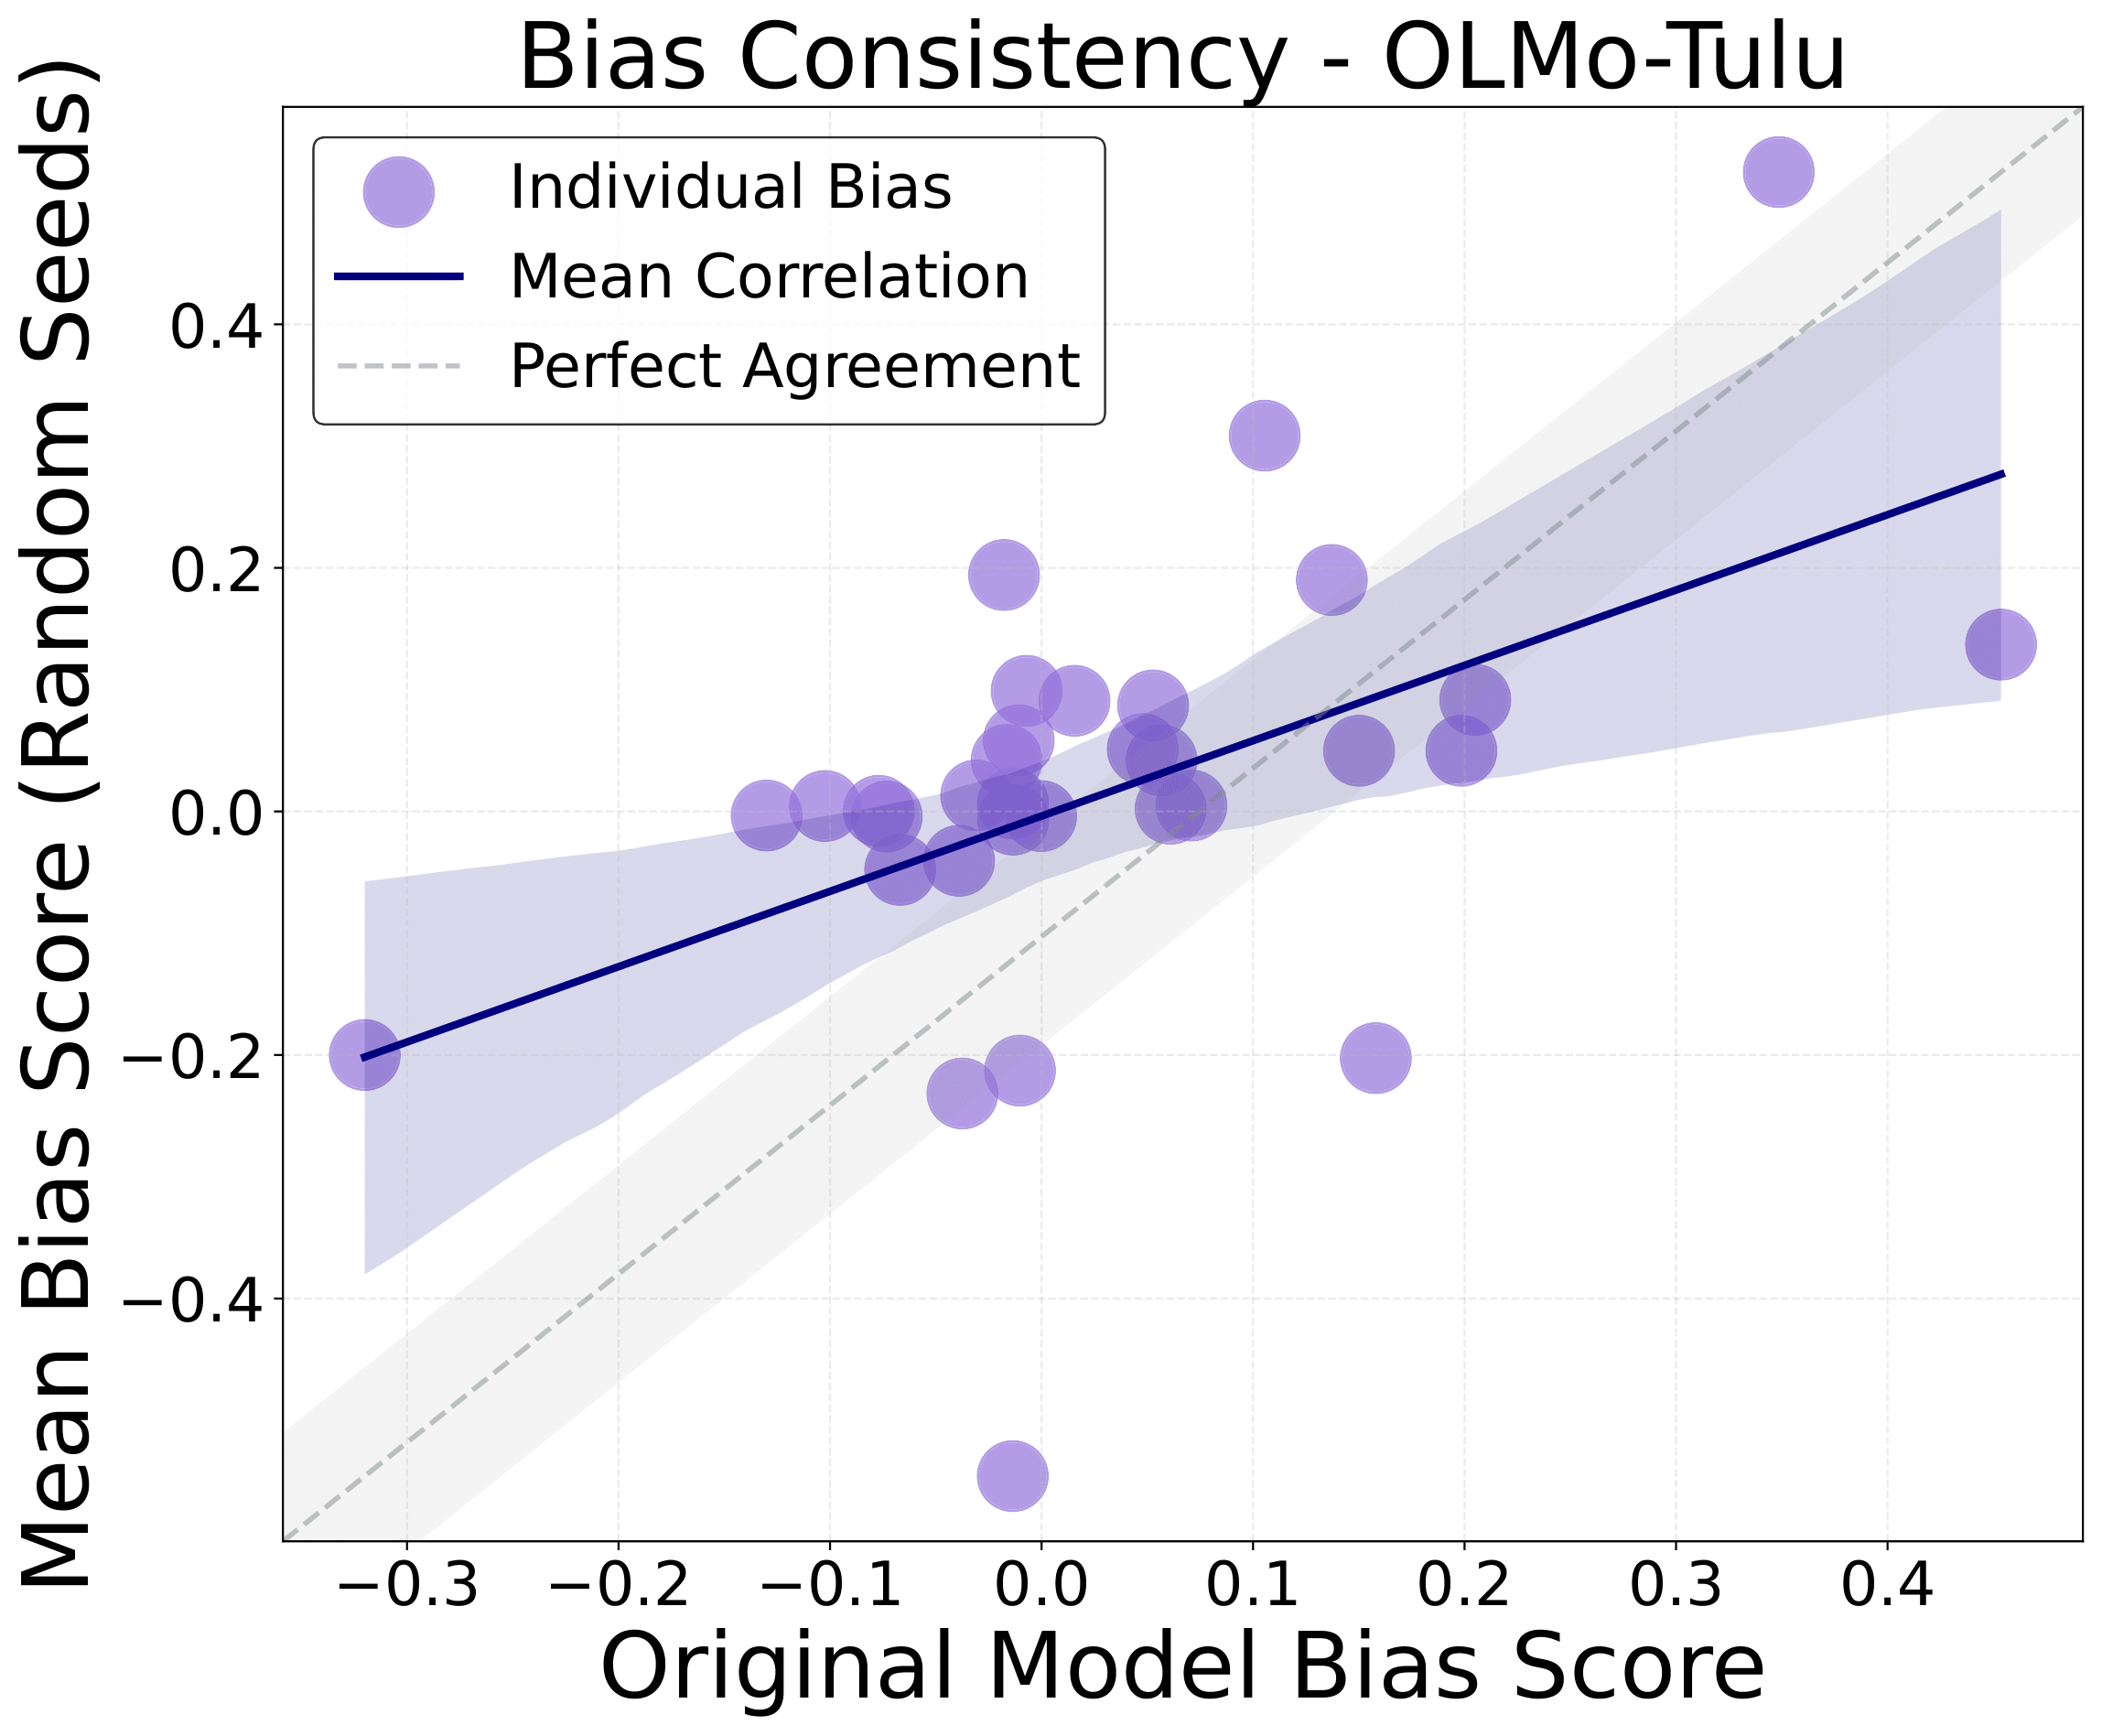 Bias Consistency - OLMo-Tulu
Individual Bias
Mean Correlation
Perfect Agreement
Mean Bias Score (Random Seeds)
0.4
0.2
0.0
−0.2
−0.4
−0.3 −0.2 −0.1 0.0 0.1 0.2 0.3 0.4
Original Model Bias Score